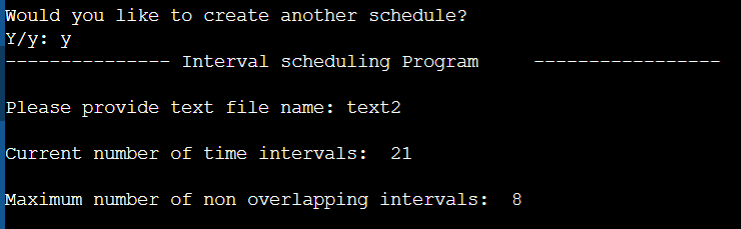 Would you like to create another schedule?
Y/y: y
--------------- Interval scheduling Program     -----------------
Please provide text file name: text2
Current number of time intervals:  21
Maximum number of non overlapping intervals:  8